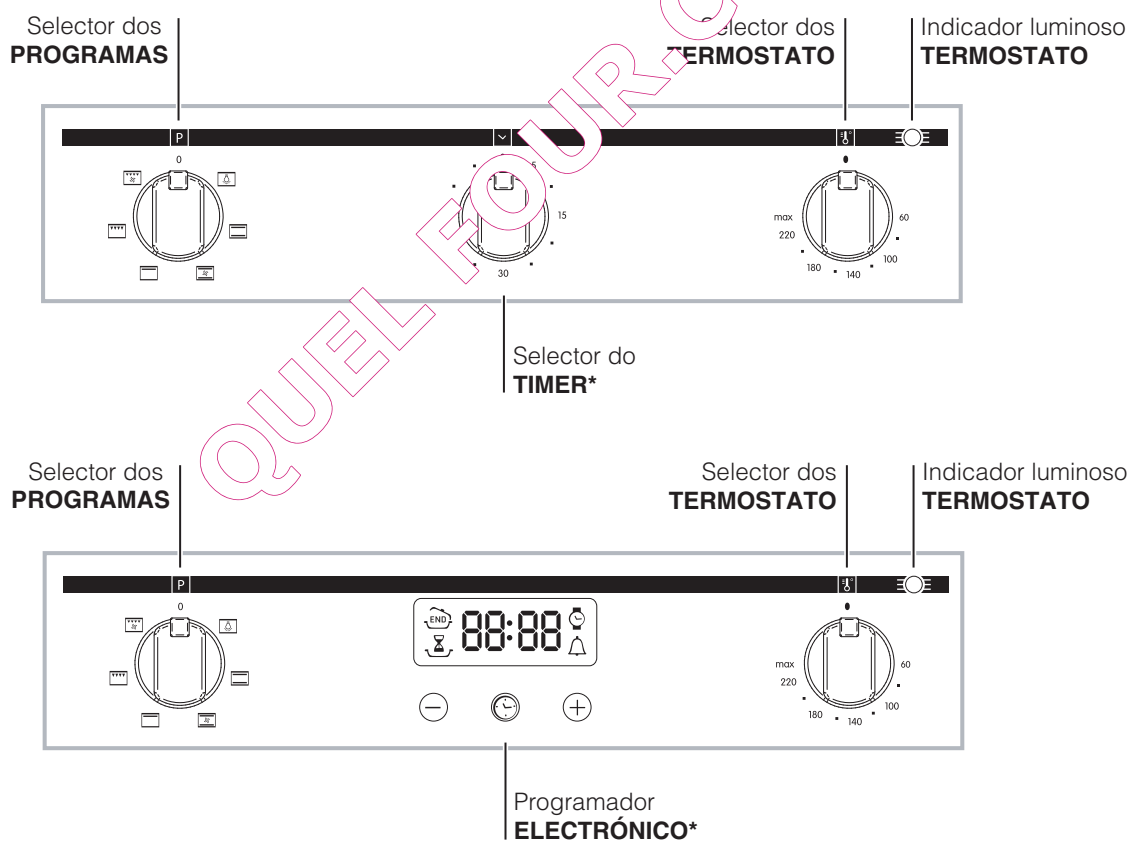 Selector dos
PROGRAMAS
Selector dos
TERMOSTATO
Indicador luminoso
TERMOSTATO
P
0
5
15
30
max
220
180
140
100
60
Selector do
TIMER*
QUEL FOUR.C
Selector dos
PROGRAMAS
Selector dos
TERMOSTATO
Indicador luminoso
TERMOSTATO
P
0
END
88:88
max
220
180
140
100
60
Programador
ELECTRÓNICO*